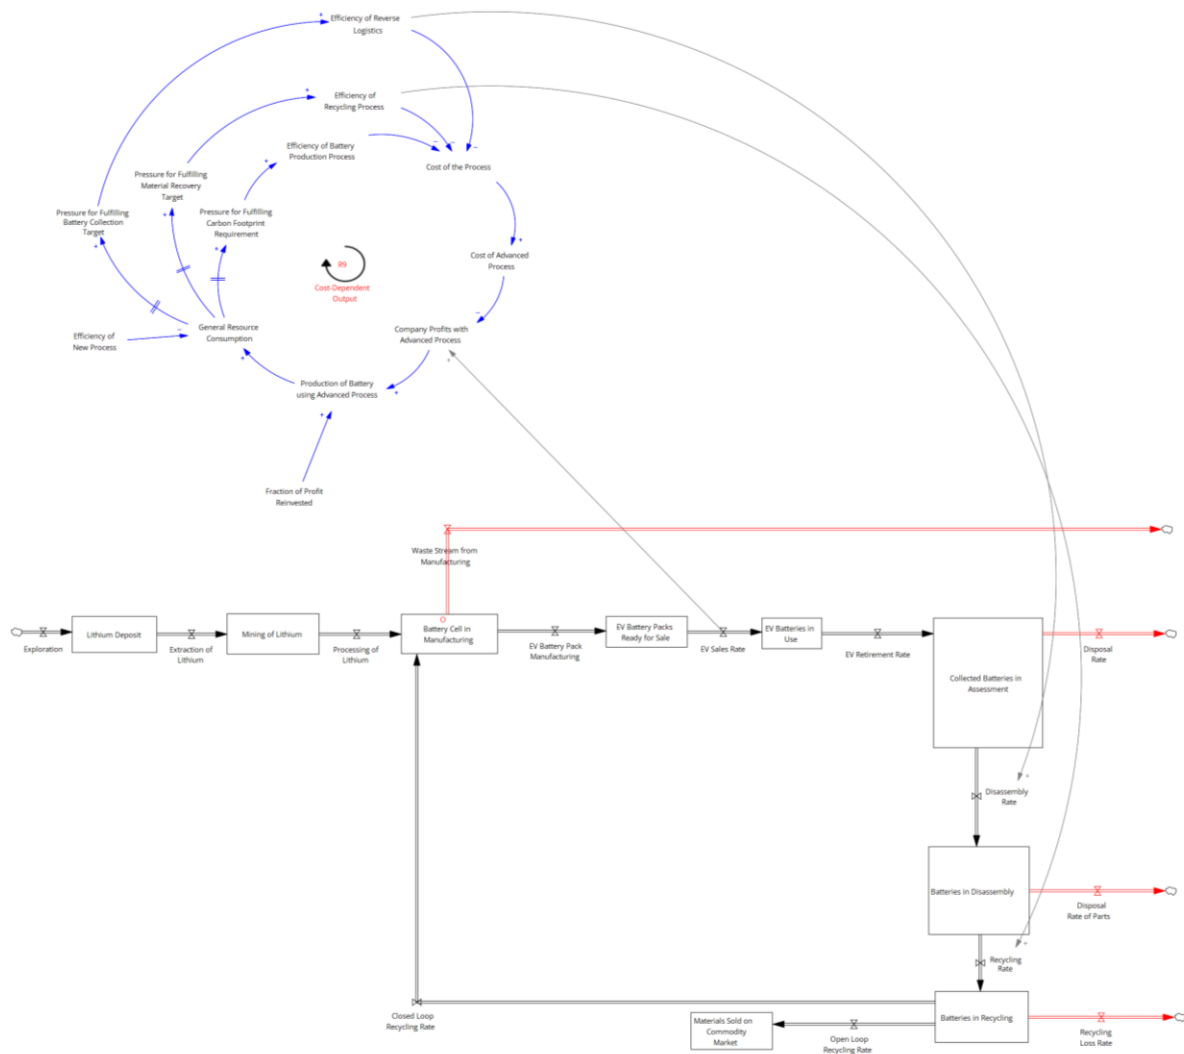 Efficiency of Reverse
Logistics
Efficiency of
Recycling Process
Efficiency of Battery
Production Process
Cost of the Process
Pressure for Fulfilling
Material Recovery
Target
Pressure for Fulfilling
Battery Collection
Target
Pressure for Fulfilling
Carbon Footprint
Requirement
R9
Cost-Dependent
Output
Cost of Advanced
Process
Efficiency of
New Process
General Resource
Consumption
Company Profits with
Advanced Process
Production of Battery
using Advanced Process
Fraction of Profit
Reinvested
Waste Stream from
Manufacturing
Exploration
Lithium Deposit
Extraction of
Lithium
Mining of Lithium
Processing of
Lithium
Battery Cell in
Manufacturing
EV Battery Pack
Manufacturing
EV Battery Packs
Ready for Sale
EV Sales Rate
EV Batteries in
Use
EV Retirement Rate
Collected Batteries in
Assessment
Disposal
Rate
Disassembly
Rate
Batteries in Disassembly
Disposal
Rate of Parts
Recycling
Rate
Closed Loop
Recycling Rate
Materials Sold on
Commodity
Market
Open Loop
Recycling Rate
Batteries in Recycling
Recycling
Loss Rate